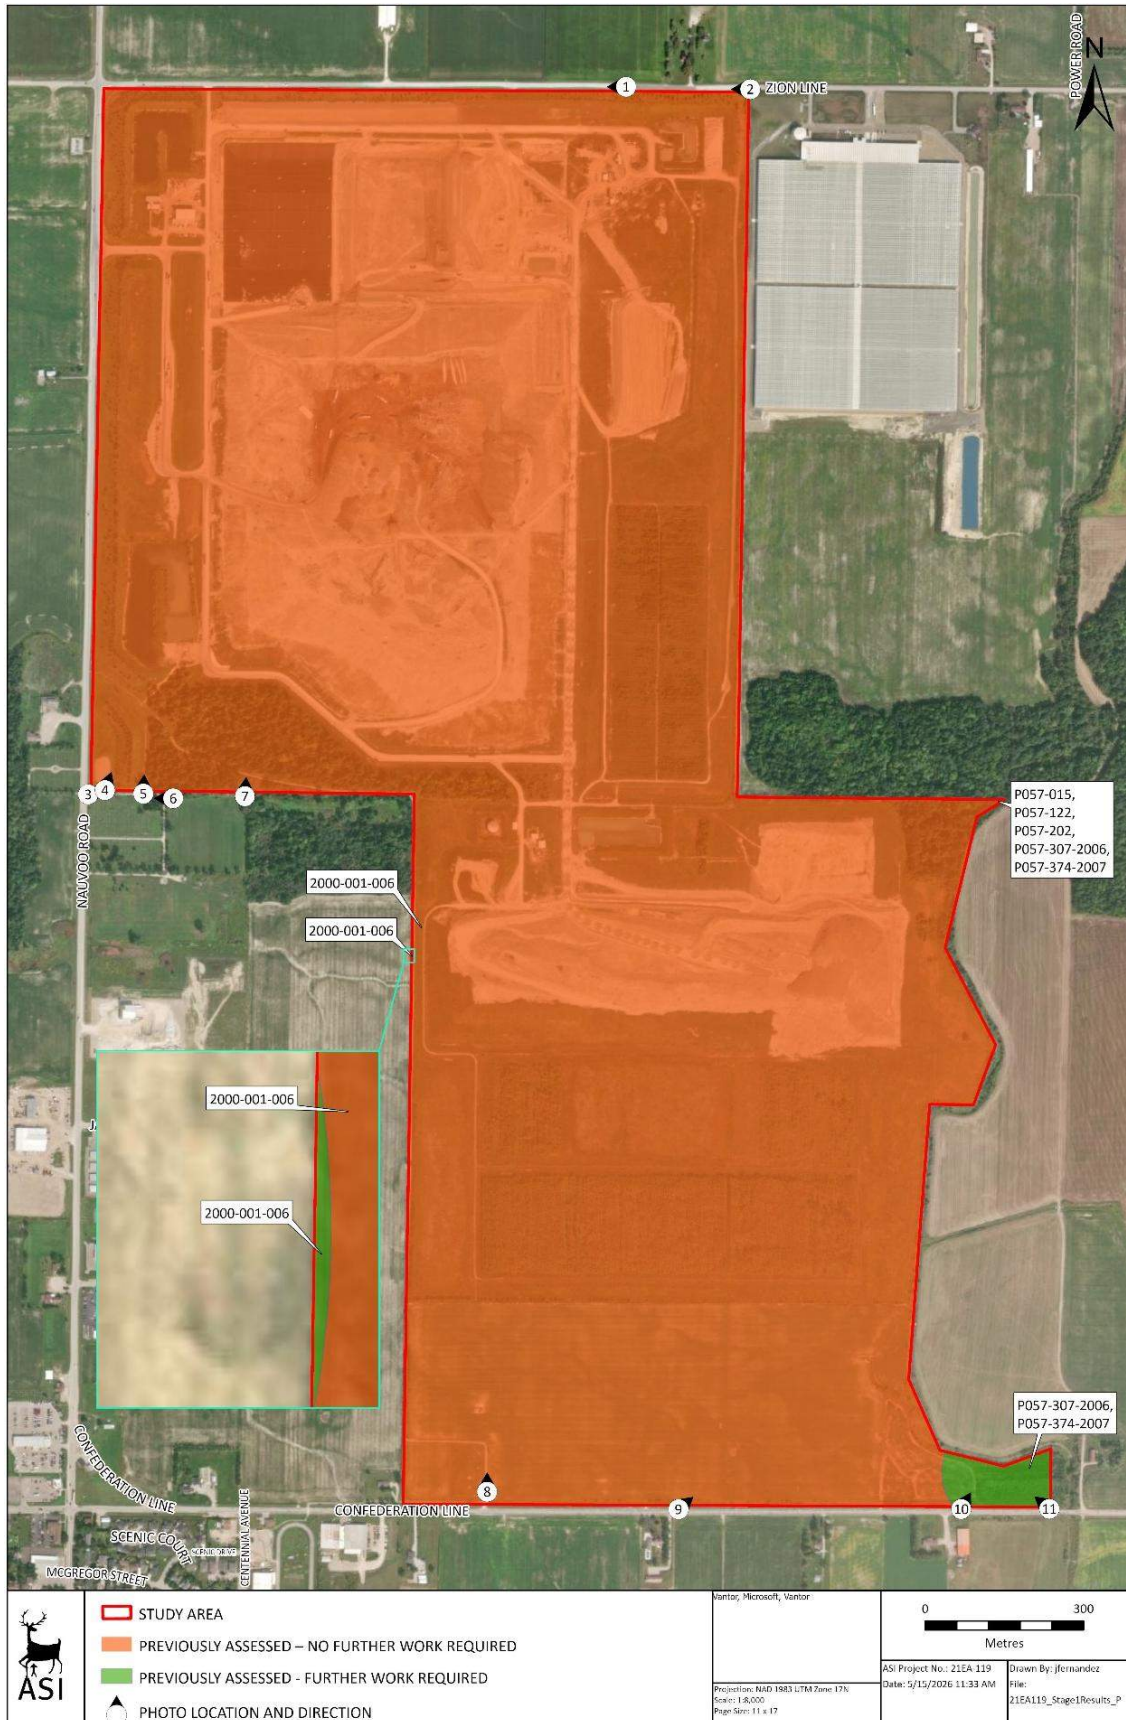 POWER ROAD
N
1
2
ZION LINE
3
4
5
6
7
NAUVOO ROAD
P057-015,
P057-122,
P057-202,
P057-307-2006,
P057-374-2007
2000-001-006
2000-001-006
2000-001-006
2000-001-006
P057-307-2006,
P057-374-2007
8
9
10
11
CONFEDERATION LINE
CONFEDERATION LINE
CENTENNIAL AVENUE
SCENIC COURT
SCENIC DRIVE
MCGREGOR STREET
ASI
STUDY AREA
PREVIOUSLY ASSESSED – NO FURTHER WORK REQUIRED
PREVIOUSLY ASSESSED - FURTHER WORK REQUIRED
PHOTO LOCATION AND DIRECTION
Vantor, Microsoft, Vantor
Projection: NAD 1983 UTM Zone 17N
Scale: 1:8,000
Page Size: 11 x 17
0 300
Metres
ASI Project No.: 21EA-119
Date: 5/15/2026 11:33 AM
Drawn By: jfernandez
File:
21EA119_Stage1Results_P